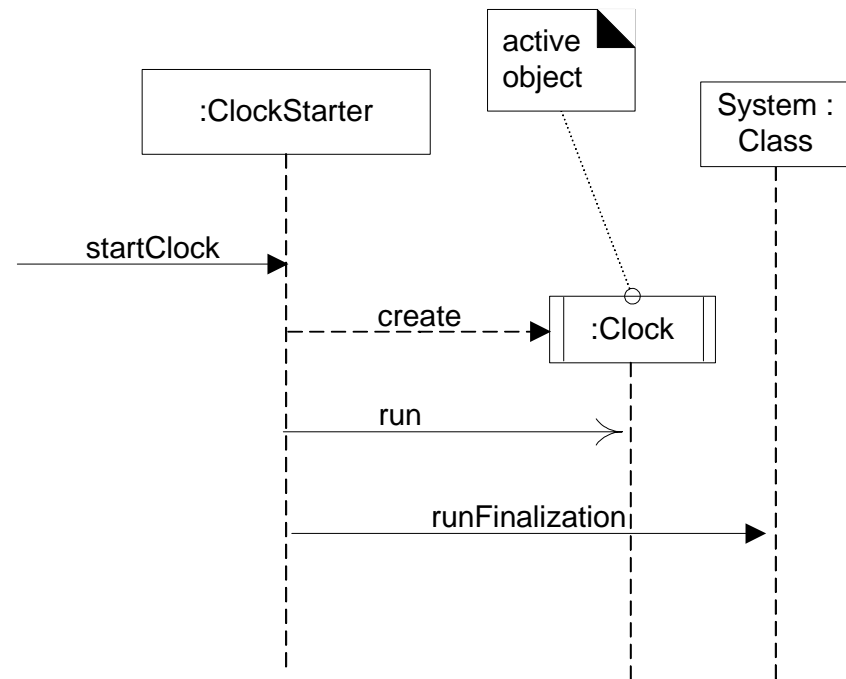 active
object
:ClockStarter
System :
Class
startClock
create
:Clock
run
runFinalization